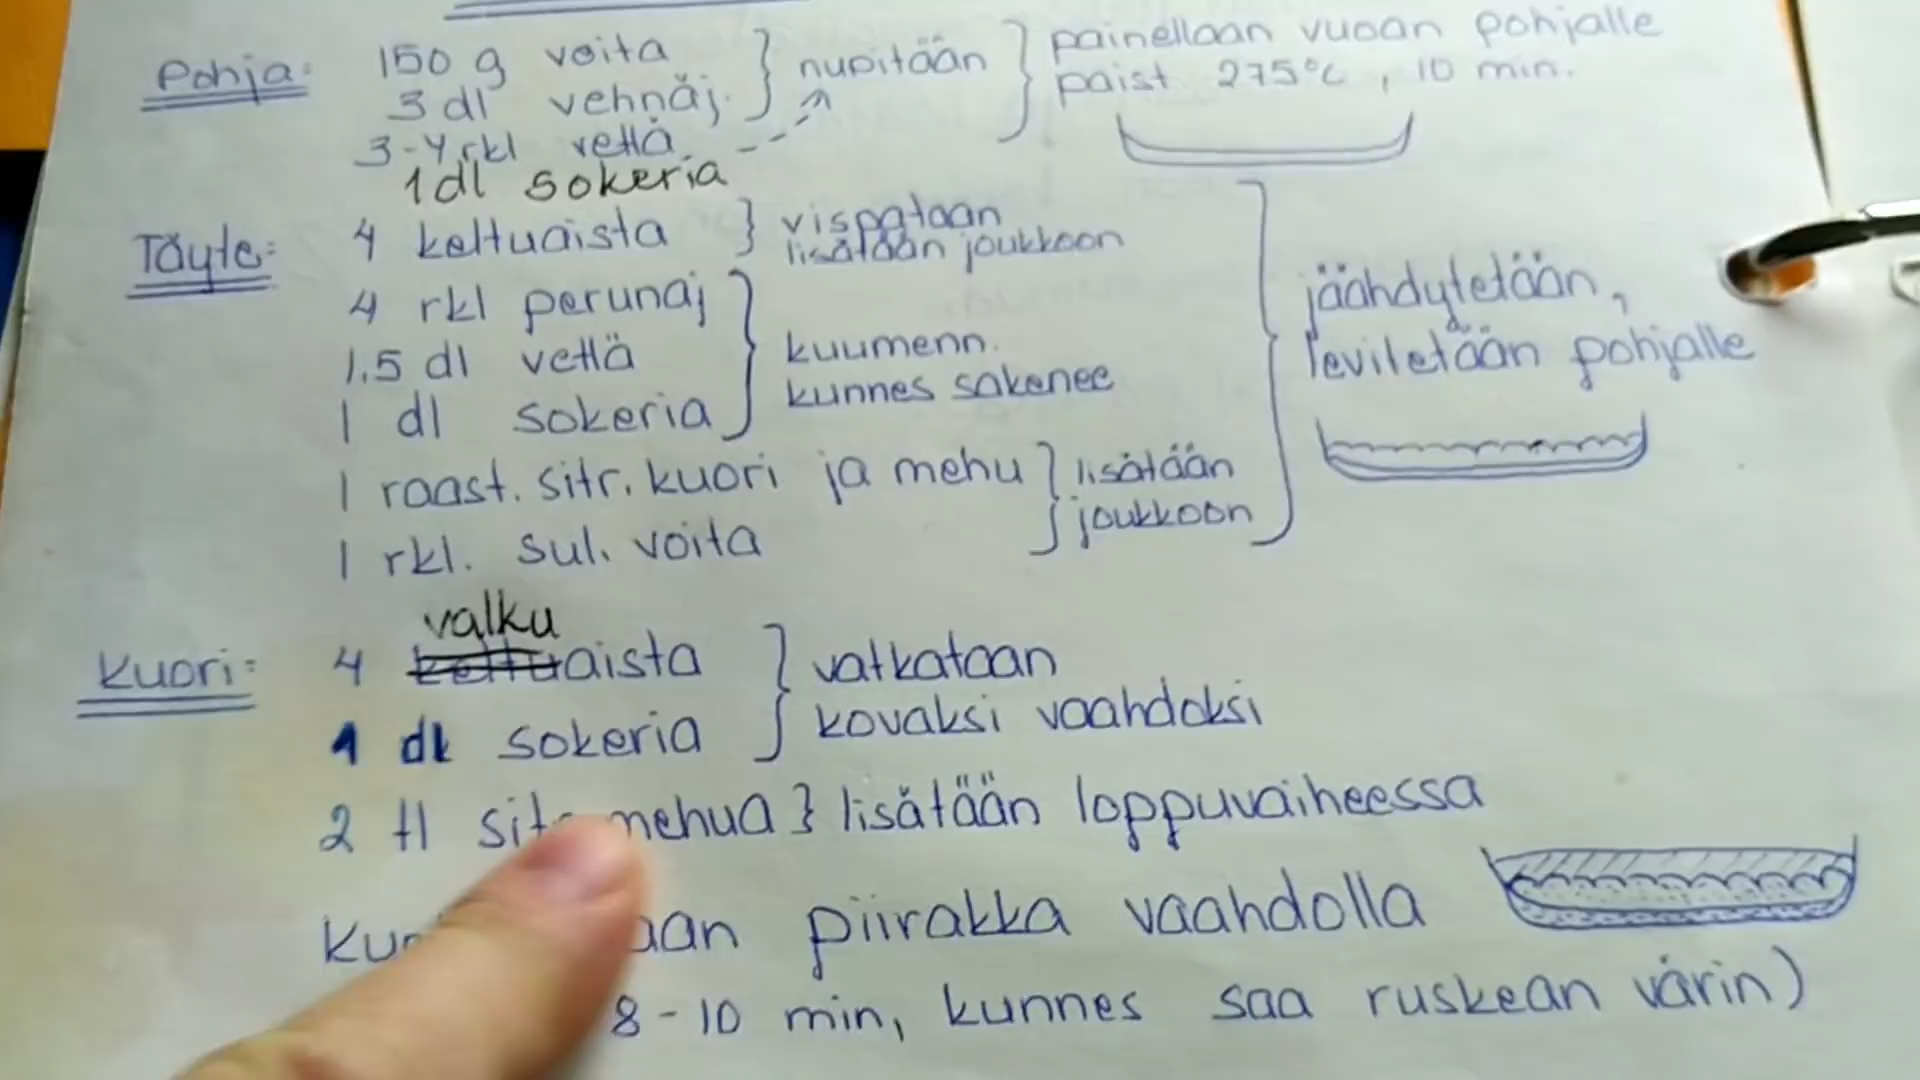 Pohja: 150 g voita } nupitään } painellaan vuoan pohjalle
3 dl vehnäj. paist 275°C, 10 min.
3-4 rkl vettä
1 dl sokeria
Täyte: 4 keltuaista } vispataan
lisätään joukkoon
4 rkl perunaj
1.5 dl vettä } kuumenn.
kunnes sakenee
1 dl sokeria
jäähdytetään,
leviletään pohjalle
1 raast. sitr. kuori ja mehu } lisätään
joukkoon
1 rkl. sul. voita
valku
Kuori: 4 keltuaista } vatkataan
1 dl sokeria kovaksi vaahdoksi
2 tl mehua } lisätään loppuvaiheessa
piirakka vaahdolla
8-10 min, kunnes saa ruskean värin)